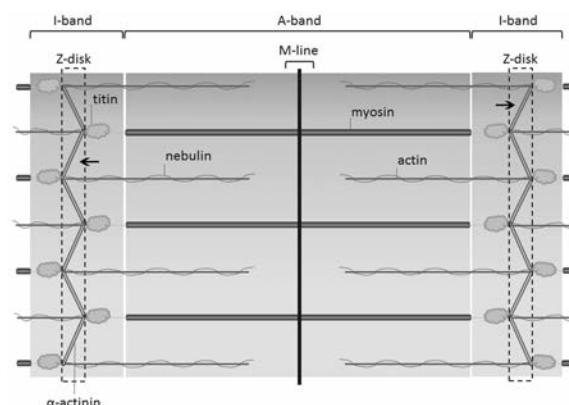 I-band A-band I-band
Z-disk M-line Z-disk
titin
myosin
nebulin actin
α-actinin